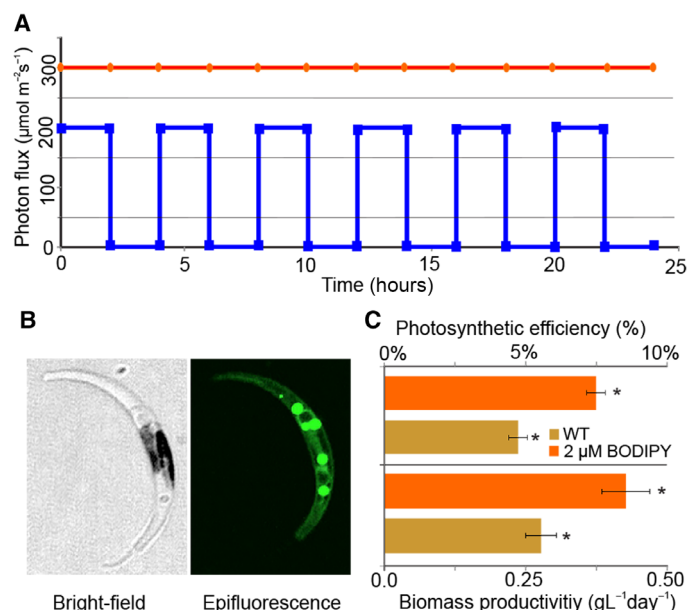 A
Photon flux (µmol m⁻²s⁻¹)
300
200
100
0
0 5 10 15 20 25
Time (hours)
B
Bright-field Epifluorescence
C
Photosynthetic efficiency (%)
0% 5% 10%
*
*
WT
2 µM BODIPY
*
*
0.0 0.25 0.50
Biomass productivitiy (gL⁻¹day⁻¹)